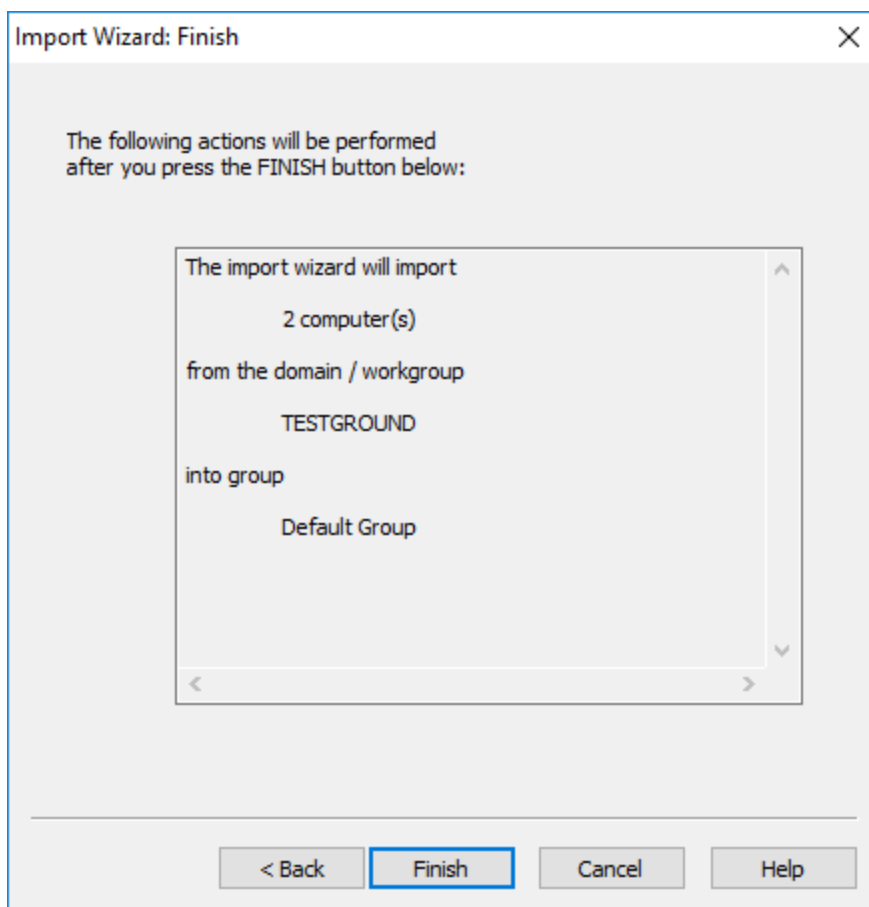 Import Wizard: Finish
The following actions will be performed
after you press the FINISH button below:
The import wizard will import
2 computer(s)
from the domain / workgroup
TESTGROUND
into group
Default Group
< Back Finish Cancel Help